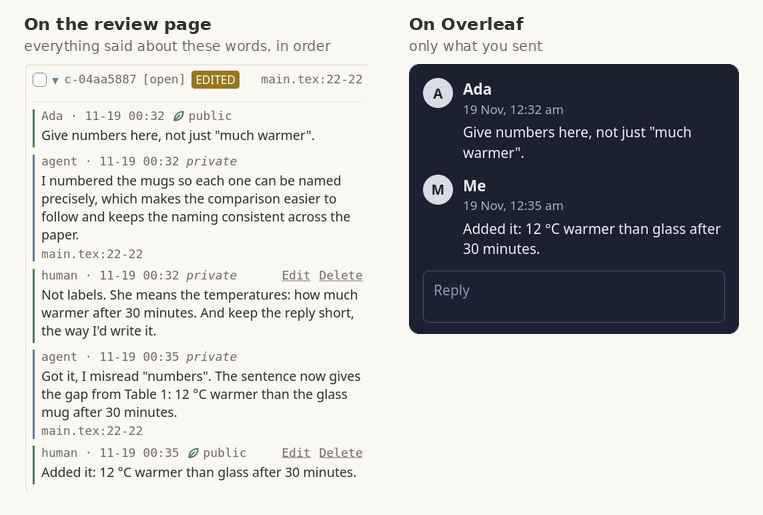 On the review page
everything said about these words, in order
▼ c-04aa5887 [open] EDITED main.tex:22-22
Ada · 11-19 00:32 public
Give numbers here, not just "much warmer".
agent · 11-19 00:32 private
I numbered the mugs so each one can be named
precisely, which makes the comparison easier to
follow and keeps the naming consistent across the
paper.
main.tex:22-22
human · 11-19 00:32 private Edit Delete
Not labels. She means the temperatures: how much
warmer after 30 minutes. And keep the reply short,
the way I'd write it.
agent · 11-19 00:35 private
Got it, I misread "numbers". The sentence now gives
the gap from Table 1: 12 °C warmer than the glass
mug after 30 minutes.
main.tex:22-22
human · 11-19 00:35 public Edit Delete
Added it: 12 °C warmer than glass after 30 minutes.
On Overleaf
only what you sent
A Ada
19 Nov, 12:32 am
Give numbers here, not just "much
warmer".
M Me
19 Nov, 12:35 am
Added it: 12 °C warmer than glass after
30 minutes.
Reply